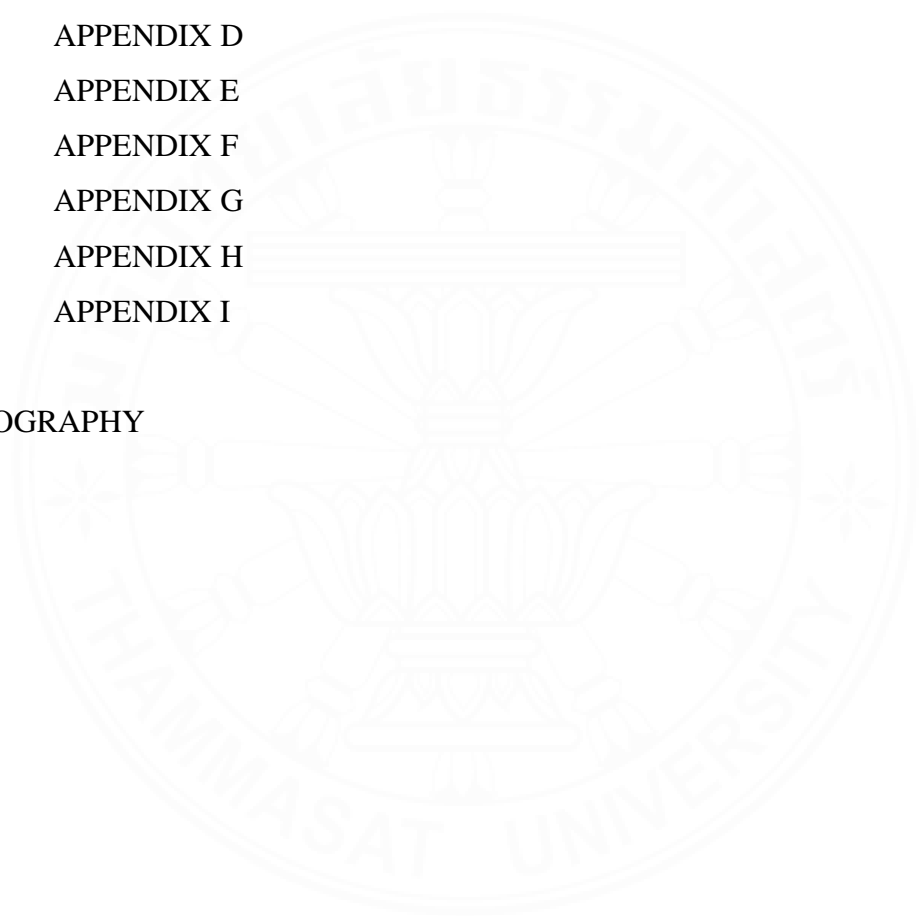 APPENDIX D
APPENDIX E
APPENDIX F
APPENDIX G
APPENDIX H
APPENDIX I
OGRAPHY
THAMMASAT UNIVERSITY